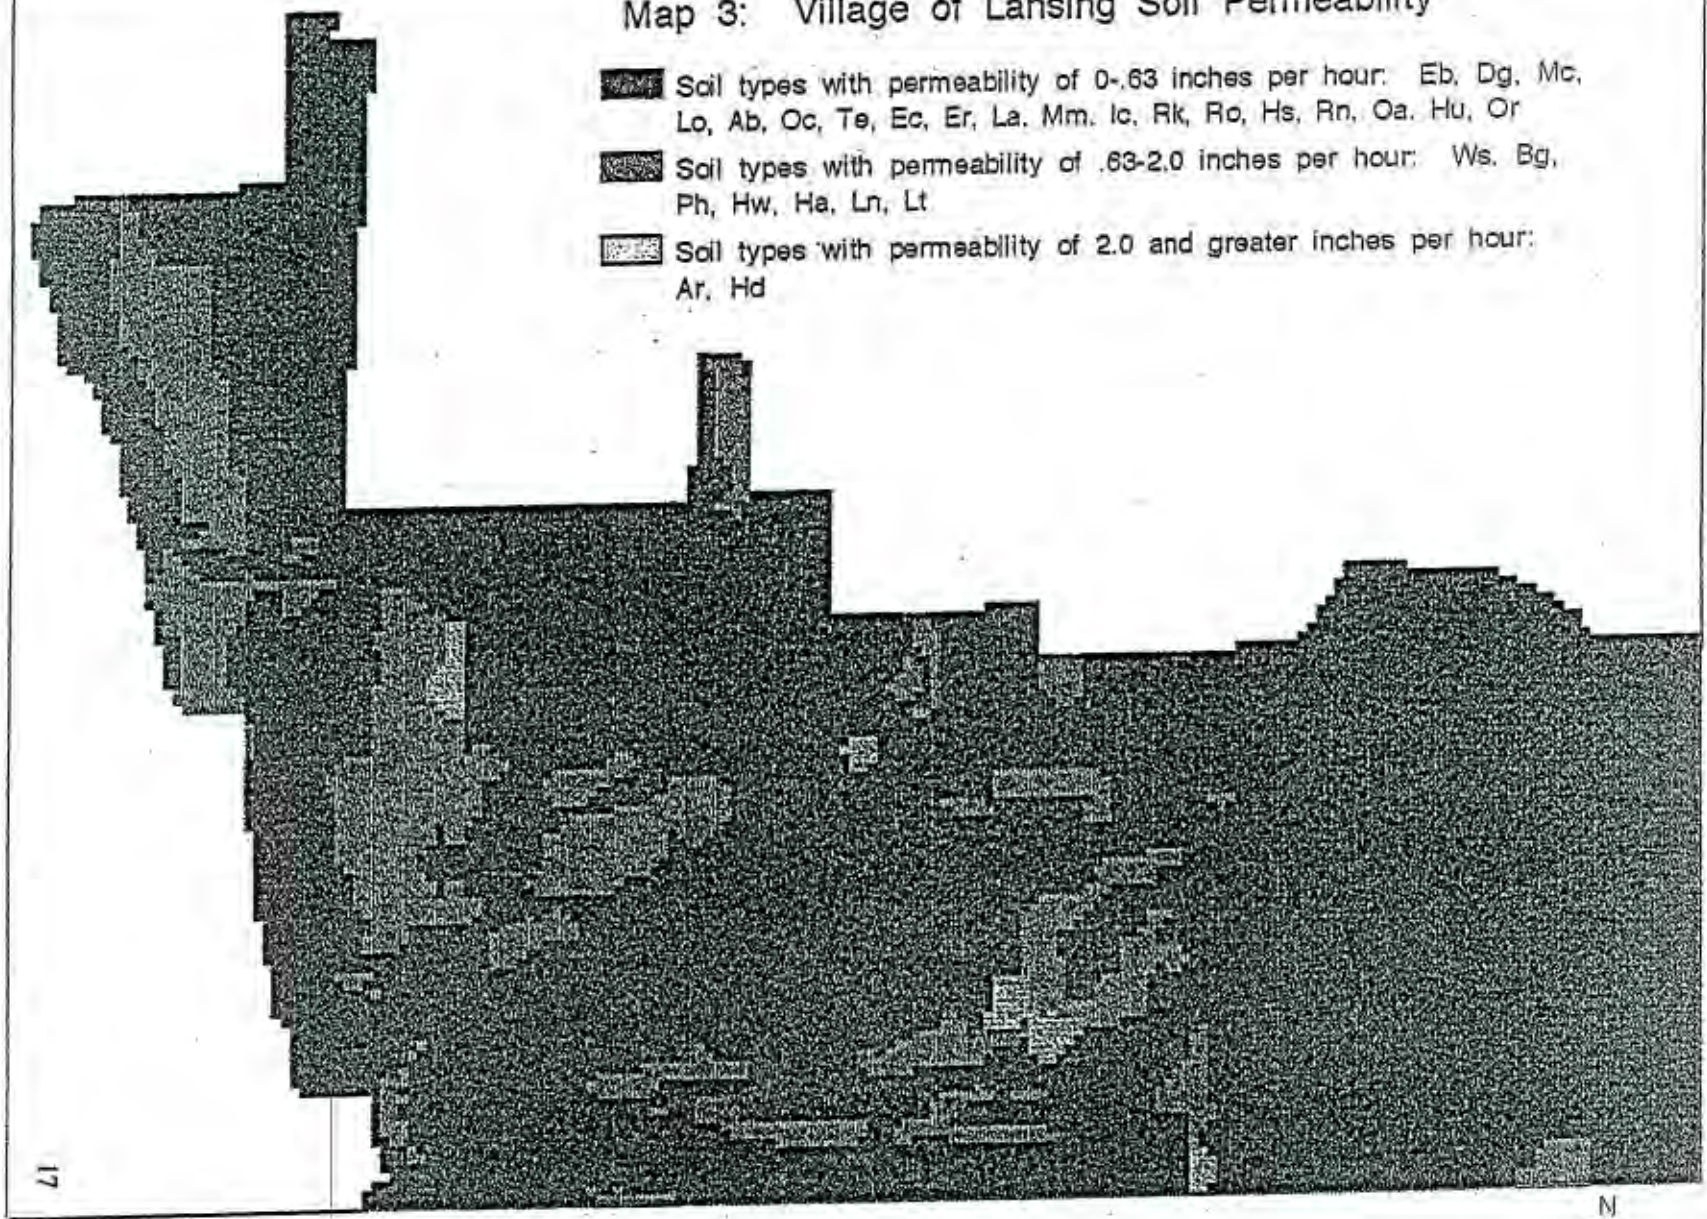 Map 3: Village of Lansing Soil Permeability
Soil types with permeability of 0-.63 inches per hour: Eb, Dg, Mc,
Lo, Ab, Oc, Te, Ec, Er, La, Mm, Ic, Rk, Ro, Hs, Rn, Oa, Hu, Or
Soil types with permeability of .63-2.0 inches per hour: Ws, Bg,
Ph, Hw, Ha, Ln, Lt
Soil types with permeability of 2.0 and greater inches per hour:
Ar, Hd
17
N